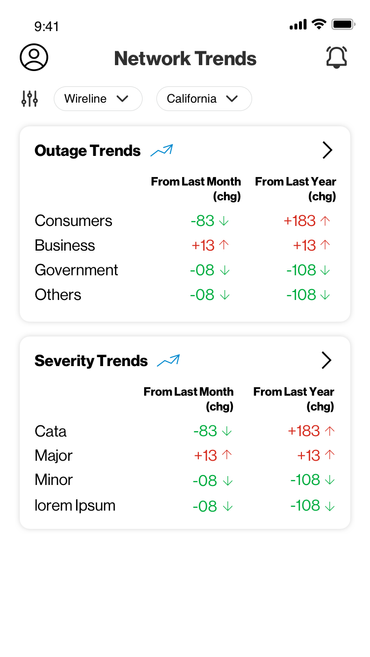 9:41
Network Trends
Wireline California
Outage Trends
From Last Month From Last Year
(chg) (chg)
Consumers -83 ↓ +183 ↑
Business +13 ↑ +13 ↑
Government -08 ↓ -108 ↓
Others -08 ↓ -108 ↓
Severity Trends
From Last Month From Last Year
(chg) (chg)
Cata -83 ↓ +183 ↑
Major +13 ↑ +13 ↑
Minor -08 ↓ -108 ↓
lorem Ipsum -08 ↓ -108 ↓